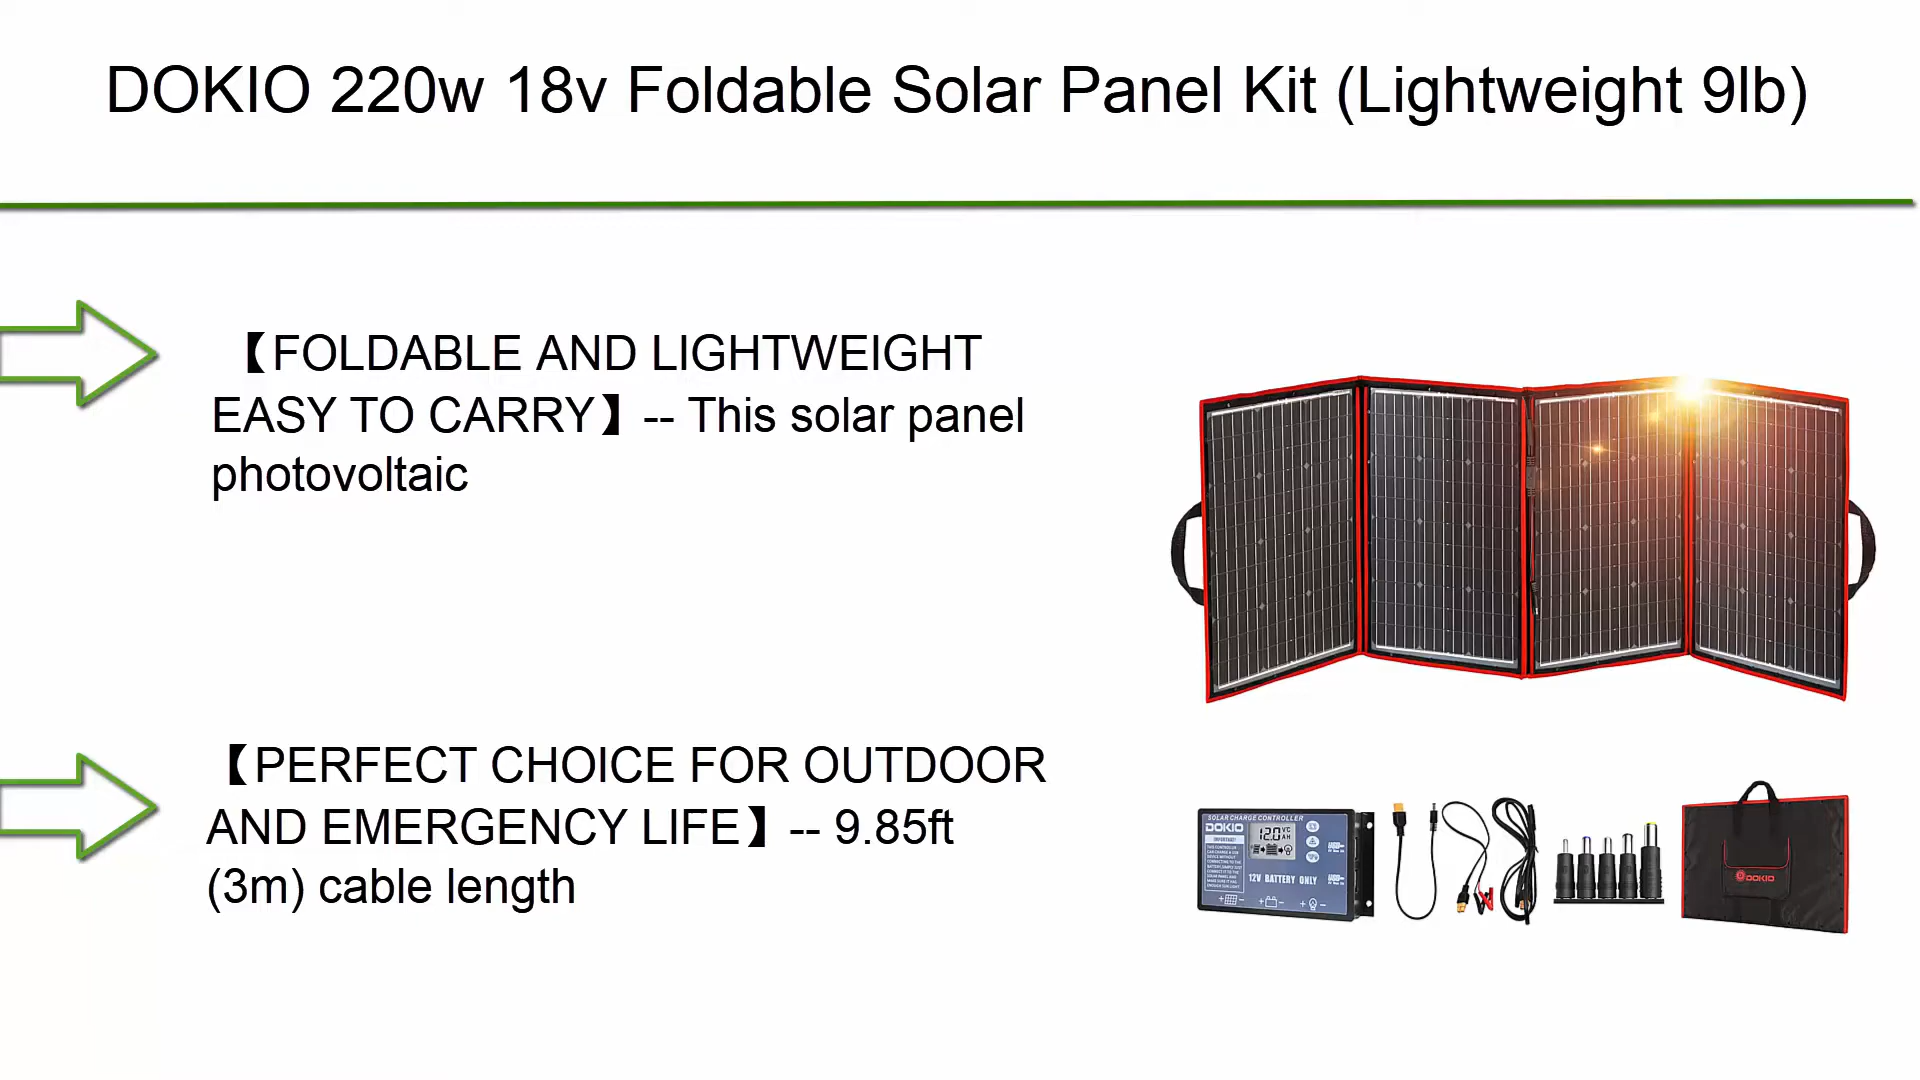 DOKIO 220w 18v Foldable Solar Panel Kit (Lightweight 9lb)
【FOLDABLE AND LIGHTWEIGHT
EASY TO CARRY】-- This solar panel
photovoltaic
【PERFECT CHOICE FOR OUTDOOR
AND EMERGENCY LIFE】-- 9.85ft
(3m) cable length
SOLAR CHARGE CONTROLLER
DOKIO
IMPORTANT!
12.0
12V BATTERY ONLY
DOKIO